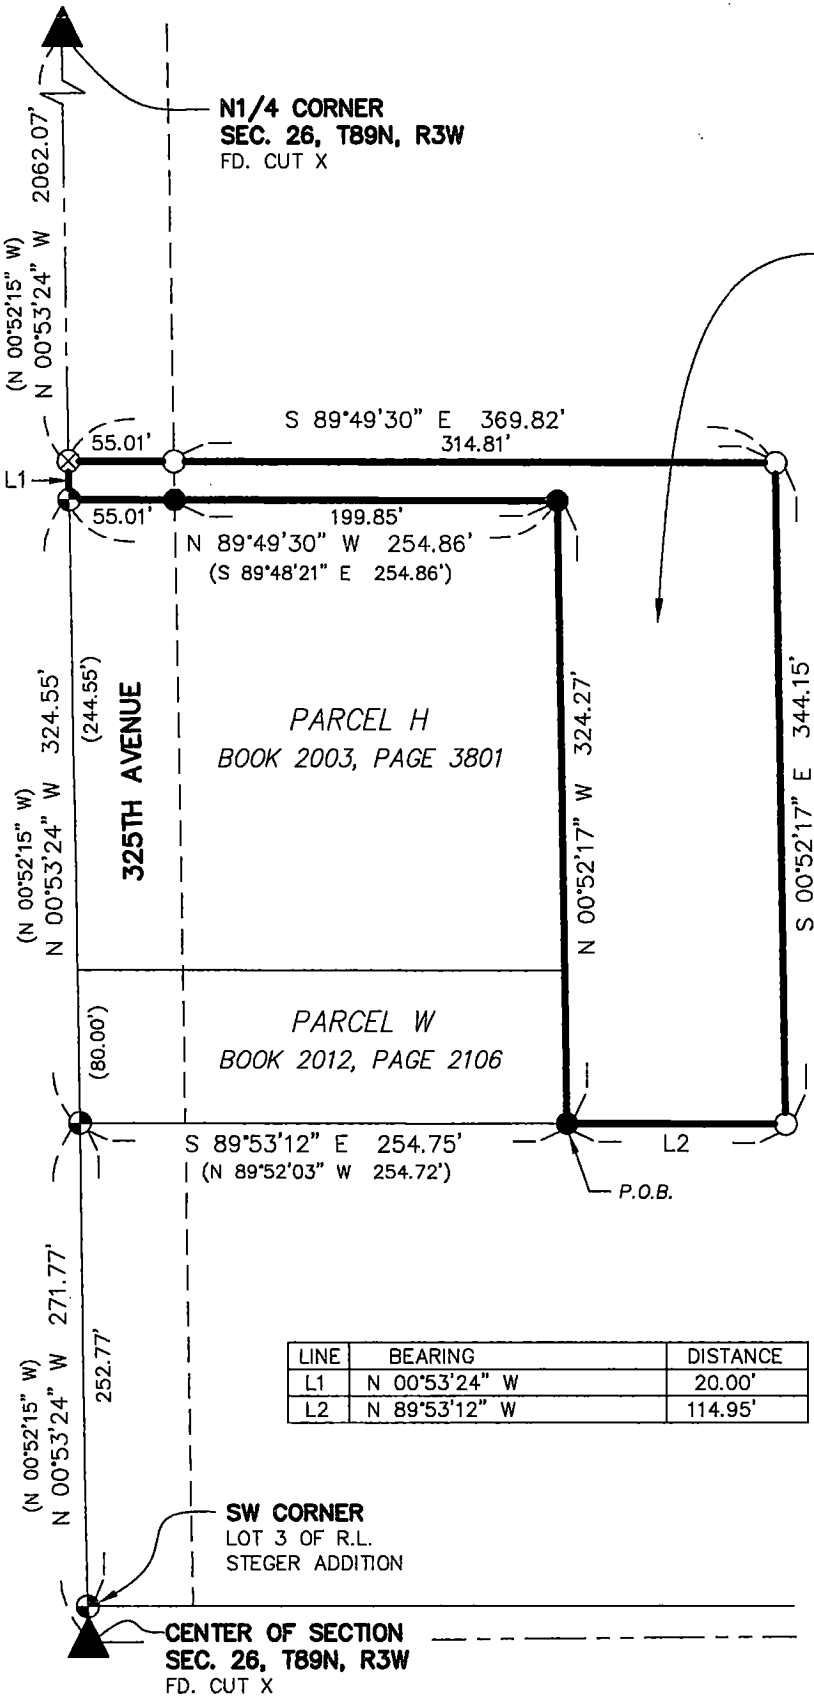 N1/4 CORNER
SEC. 26, T89N, R3W
FD. CUT X
(N 00°52'15" W)
N 00°53'24" W 2062.07'
S 89°49'30" E 369.82'
55.01'
314.81'
L1
55.01'
199.85'
N 89°49'30" W 254.86'
(S 89°48'21" E 254.86')
(N 00°52'15" W)
N 00°53'24" W 324.55'
(244.55')
325TH AVENUE
PARCEL H
BOOK 2003, PAGE 3801
N 00°52'17" W 324.27'
S 00°52'17" E 344.15'
(80.00')
PARCEL W
BOOK 2012, PAGE 2106
S 89°53'12" E 254.75'
(N 89°52'03" W 254.72')
L2
P.O.B.
(N 00°52'15" W)
N 00°53'24" W 271.77'
252.77'
LINE BEARING DISTANCE
L1 N 00°53'24" W 20.00'
L2 N 89°53'12" W 114.95'
SW CORNER
LOT 3 OF R.L.
STEGER ADDITION
CENTER OF SECTION
SEC. 26, T89N, R3W
FD. CUT X